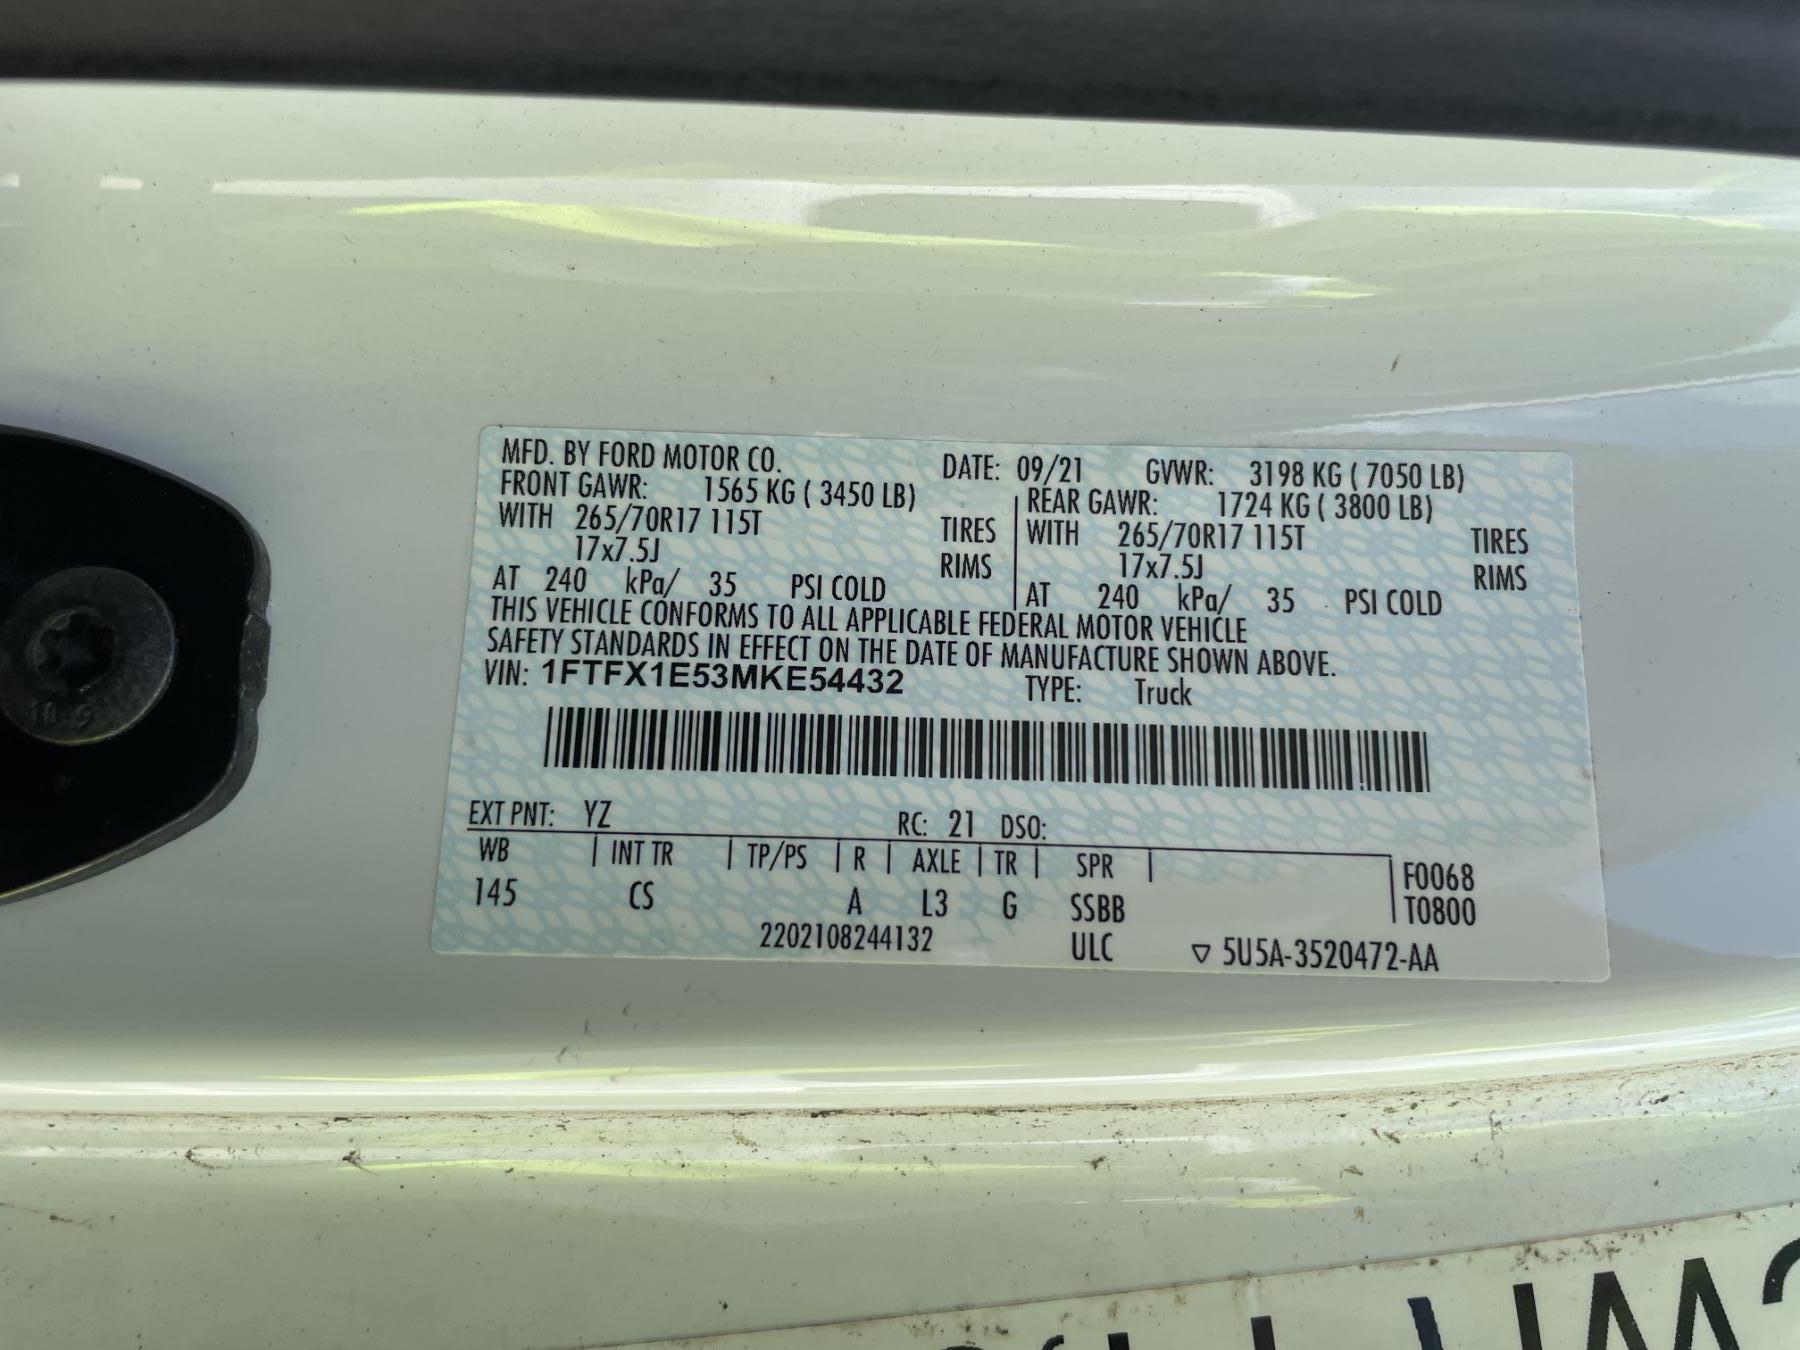 MFD. BY FORD MOTOR CO. DATE: 09/21 GVWR: 3198 KG ( 7050 LB)
FRONT GAWR: 1565 KG ( 3450 LB) REAR GAWR: 1724 KG ( 3800 LB)
WITH 265/70R17 115T TIRES WITH 265/70R17 115T TIRES
17x7.5J RIMS 17x7.5J RIMS
AT 240 kPa/ 35 PSI COLD AT 240 kPa/ 35 PSI COLD
THIS VEHICLE CONFORMS TO ALL APPLICABLE FEDERAL MOTOR VEHICLE
SAFETY STANDARDS IN EFFECT ON THE DATE OF MANUFACTURE SHOWN ABOVE.
VIN: 1FTFX1E53MKE54432 TYPE: Truck
EXT PNT: YZ RC: 21 DSO:
WB INT TR TP/PS R AXLE TR SPR F0068
145 CS A L3 G SSBB T0800
2202108244132 ULC ▽ 5U5A-3520472-AA
10.9